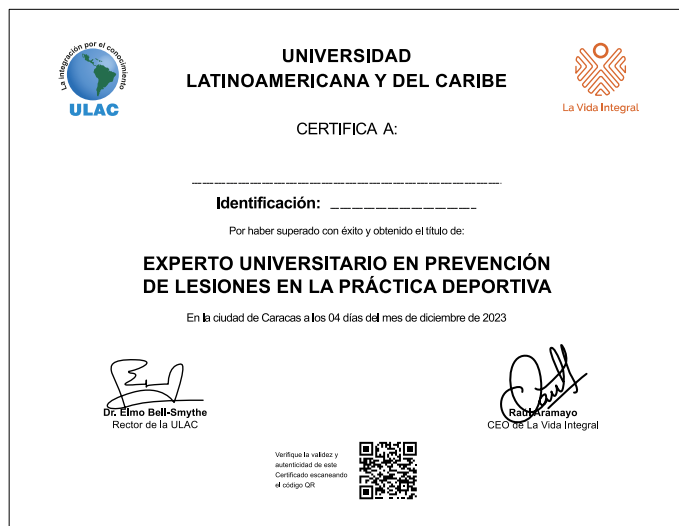 La integración por el conocimiento
ULAC
UNIVERSIDAD
LATINOAMERICANA Y DEL CARIBE
La Vida Integral
CERTIFICA A:
Identificación:
Por haber superado con éxito y obtenido el título de:
EXPERTO UNIVERSITARIO EN PREVENCIÓN
DE LESIONES EN LA PRÁCTICA DEPORTIVA
En la ciudad de Caracas a los 04 días del mes de diciembre de 2023
Dr. Elmo Bell-Smythe
Rector de la ULAC
Raúl Aramayo
CEO de La Vida Integral
Verifique la validez y
autenticidad de este
Certificado escaneando
el código QR